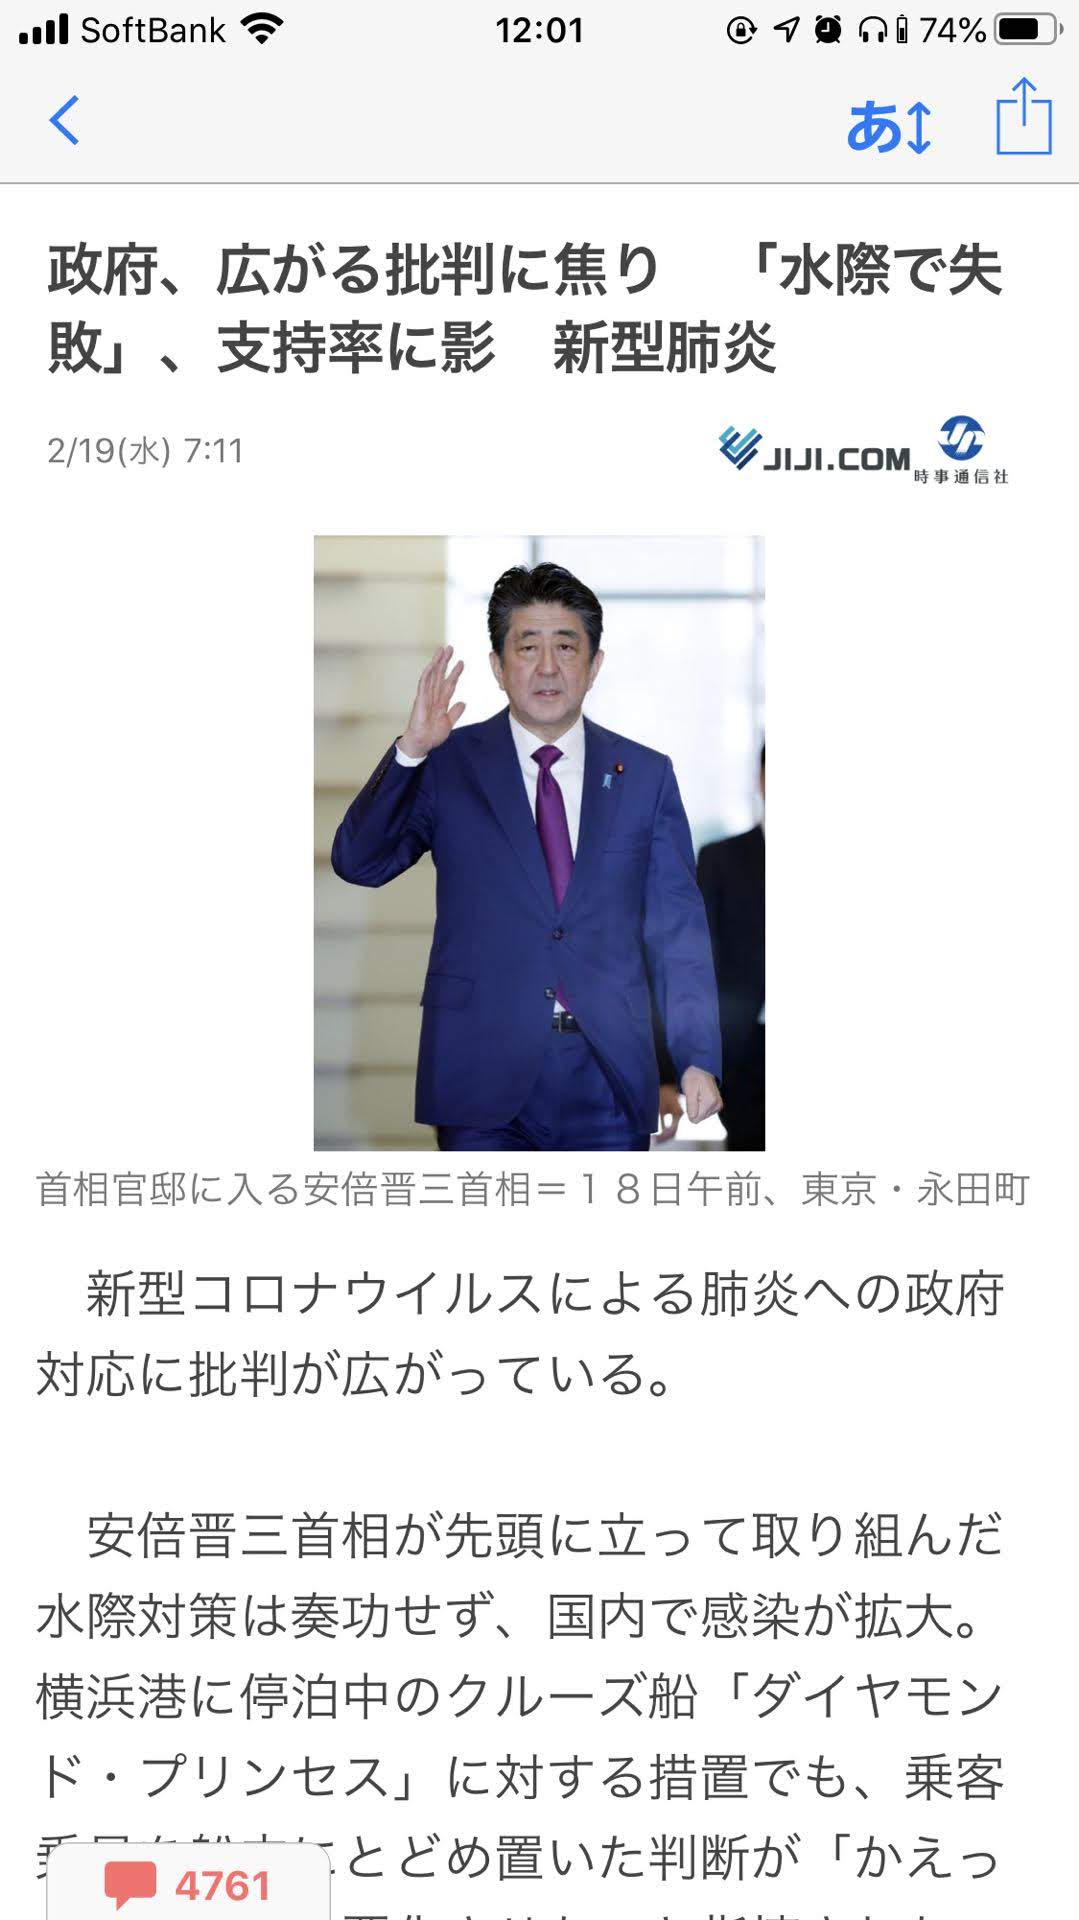 SoftBank 12:01 74%
あ
政府、広がる批判に焦り　「水際で失
敗」、支持率に影　新型肺炎
2/19(水) 7:11
JIJI.COM 時事通信社
首相官邸に入る安倍晋三首相＝１８日午前、東京・永田町
　新型コロナウイルスによる肺炎への政府
対応に批判が広がっている。
　安倍晋三首相が先頭に立って取り組んだ
水際対策は奏功せず、国内で感染が拡大。
横浜港に停泊中のクルーズ船「ダイヤモン
ド・プリンセス」に対する措置でも、乗客
にとどめ置いた判断が「かえっ
4761